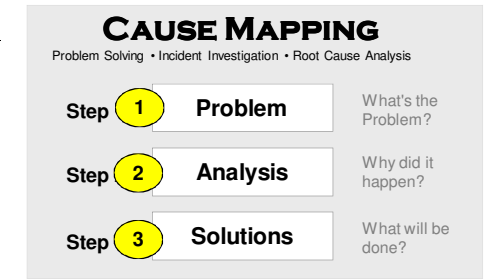 CAUSE MAPPING
Problem Solving • Incident Investigation • Root Cause Analysis
Step 1 Problem What's the Problem?
Step 2 Analysis Why did it happen?
Step 3 Solutions What will be done?